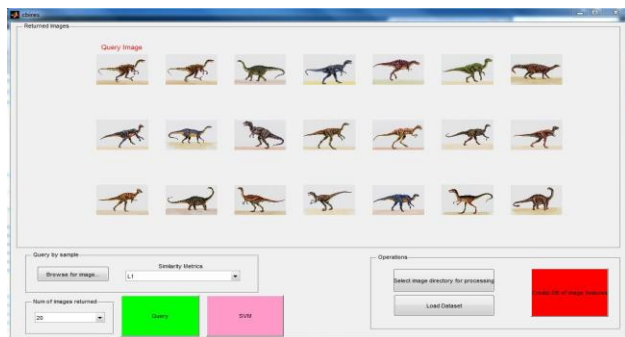 cbires
Returned Images
Query Image
Query by sample
Browse for image...
Similarity Metrics
L1
Num of images returned
20
Query
SVM
Operations
Select image directory for processing
Load Dataset
Create DB of image features